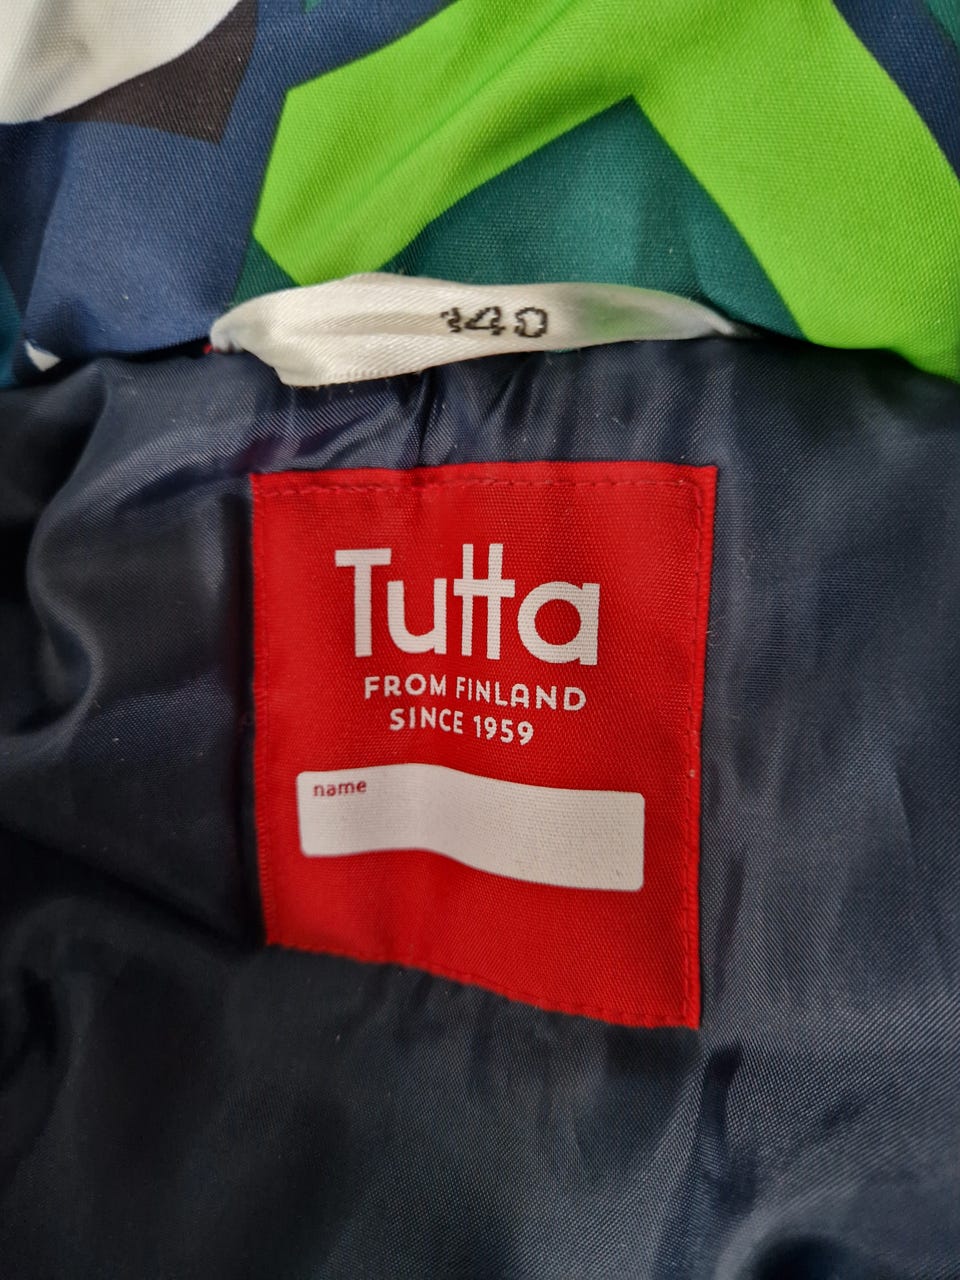 140
Tutta
FROM FINLAND
SINCE 1959
name